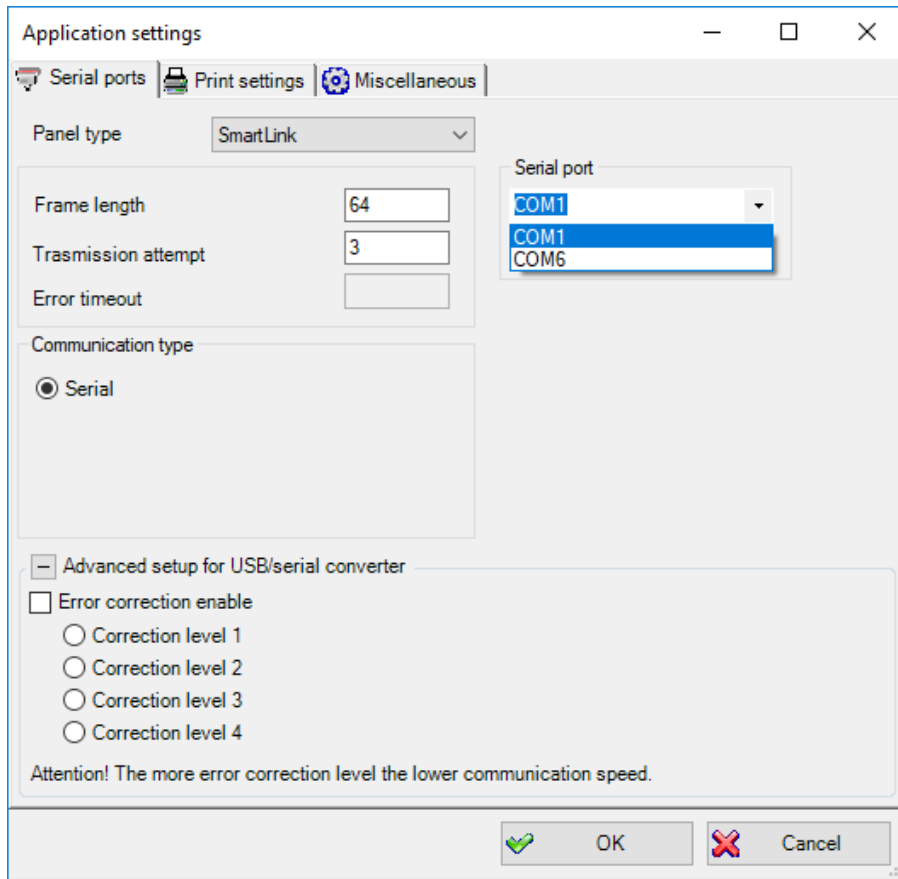 Application settings
Serial ports Print settings Miscellaneous
Panel type SmartLink
Serial port
COM1
COM1
COM6
Frame length 64
Trasmission attempt 3
Error timeout
Communication type
Serial
Advanced setup for USB/serial converter
Error correction enable
Correction level 1
Correction level 2
Correction level 3
Correction level 4
Attention! The more error correction level the lower communication speed.
OK Cancel